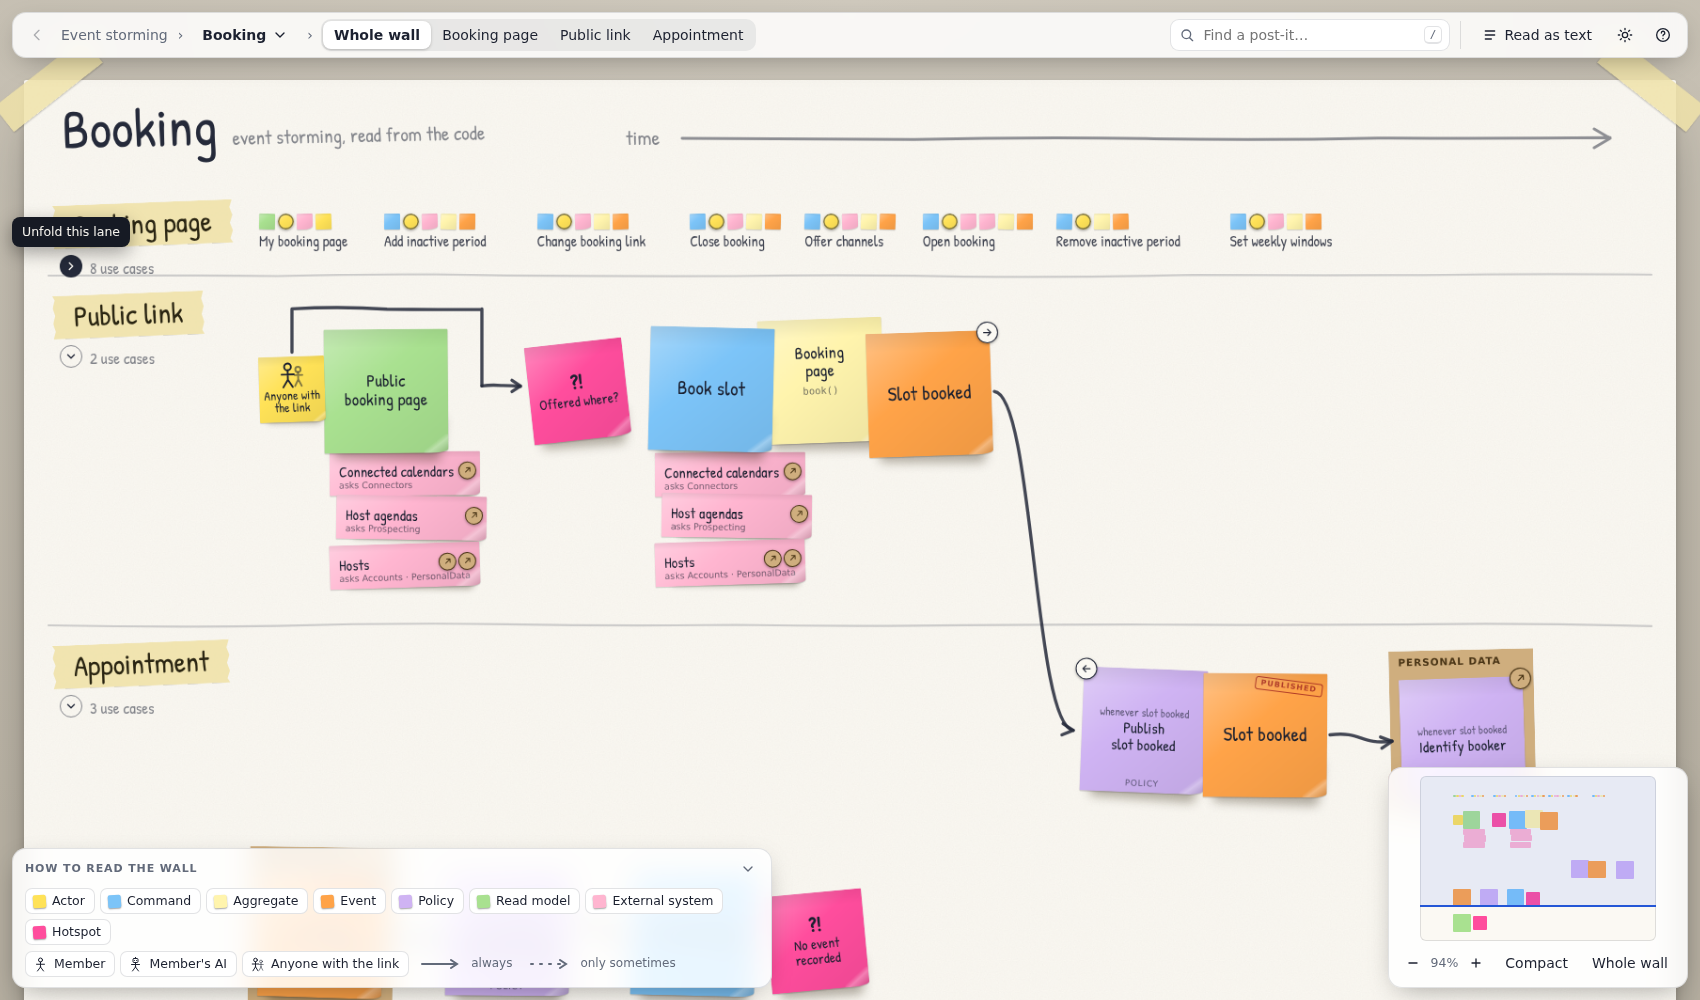 Event storming › Booking › Whole wall Booking page Public link Appointment
Find a post-it… /
Read as text
Booking event storming, read from the code
time
Unfold this lane
page
8 use cases
My booking page
Add inactive period
Change booking link
Close booking
Offer channels
Open booking
Remove inactive period
Set weekly windows
Public link
2 use cases
Anyone with
the link
Public
booking page
?!
Offered where?
Book slot
Booking
page
book()
Slot booked
Connected calendars
asks Connectors
Host agendas
asks Prospecting
Hosts
asks Accounts · PersonalData
Connected calendars
asks Connectors
Host agendas
asks Prospecting
Hosts
asks Accounts · PersonalData
Appointment
3 use cases
whenever slot booked
Publish
slot booked
POLICY
PUBLISHED
Slot booked
PERSONAL DATA
whenever slot booked
Identify booker
?!
No event
recorded
HOW TO READ THE WALL
Actor Command Aggregate Event Policy Read model External system
Hotspot
Member Member's AI Anyone with the link always only sometimes
− 94% + Compact Whole wall